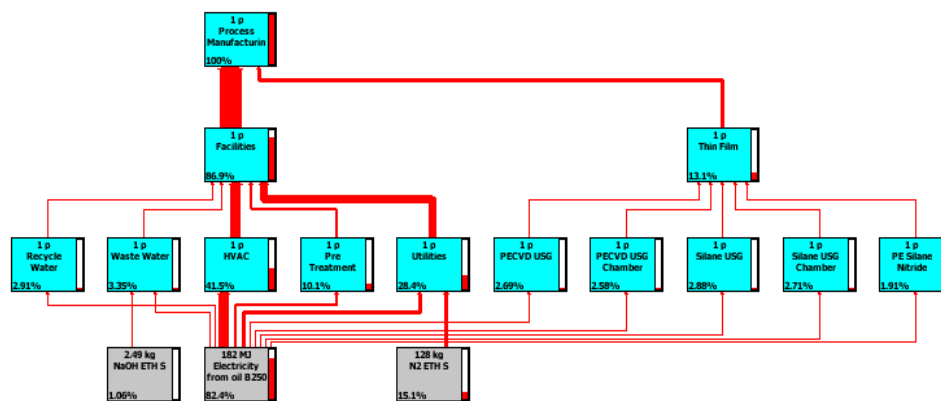 1 p
Process
Manufacturin
100%
1 p
Facilities
86.9%
1 p
Thin Film
13.1%
1 p
Recycle
Water
2.91%
1 p
Waste Water
3.35%
1 p
HVAC
41.5%
1 p
Pre
Treatment
10.1%
1 p
Utilities
28.4%
1 p
PECVD USG
2.69%
1 p
PECVD USG
Chamber
2.58%
1 p
Silane USG
2.88%
1 p
Silane USG
Chamber
2.71%
1 p
PE Silane
Nitride
1.91%
2.49 kg
NaOH ETH S
1.06%
182 MJ
Electricity
from oil B250
82.4%
128 kg
N2 ETH S
15.1%